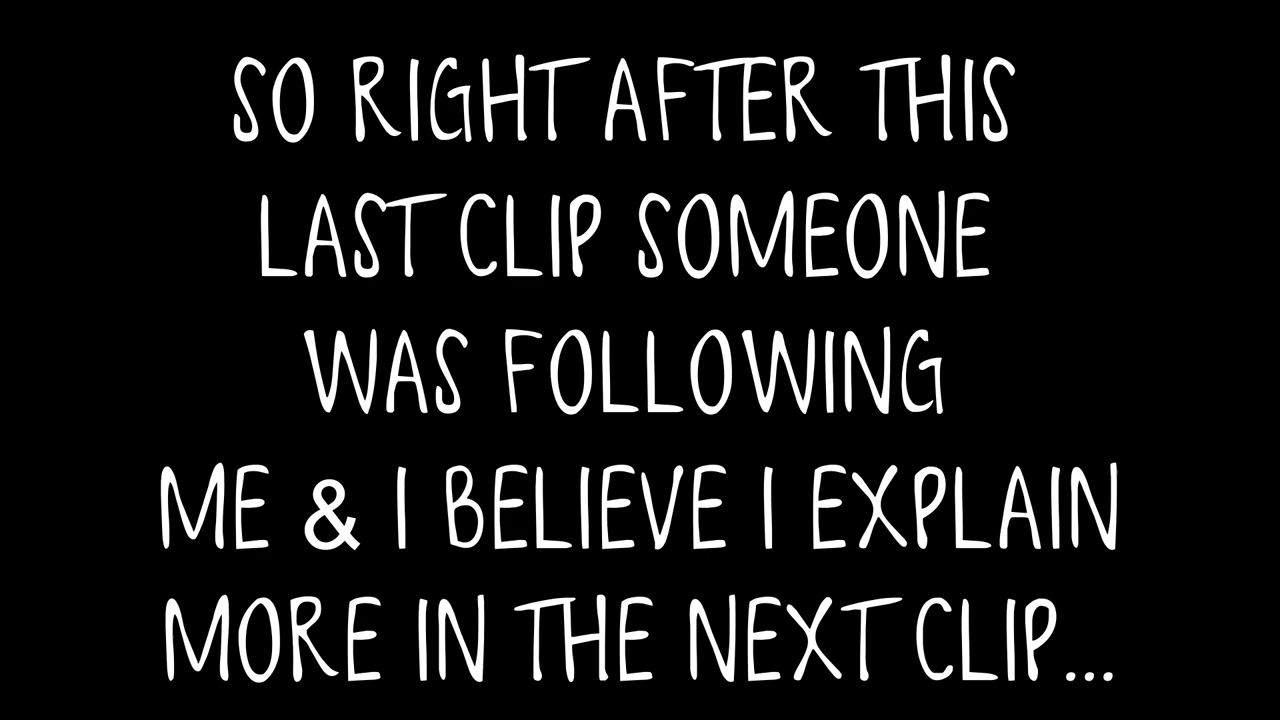 SO RIGHT AFTER THIS
LAST CLIP SOMEONE
WAS FOLLOWING
ME & I BELIEVE I EXPLAIN
MORE IN THE NEXT CLIP...